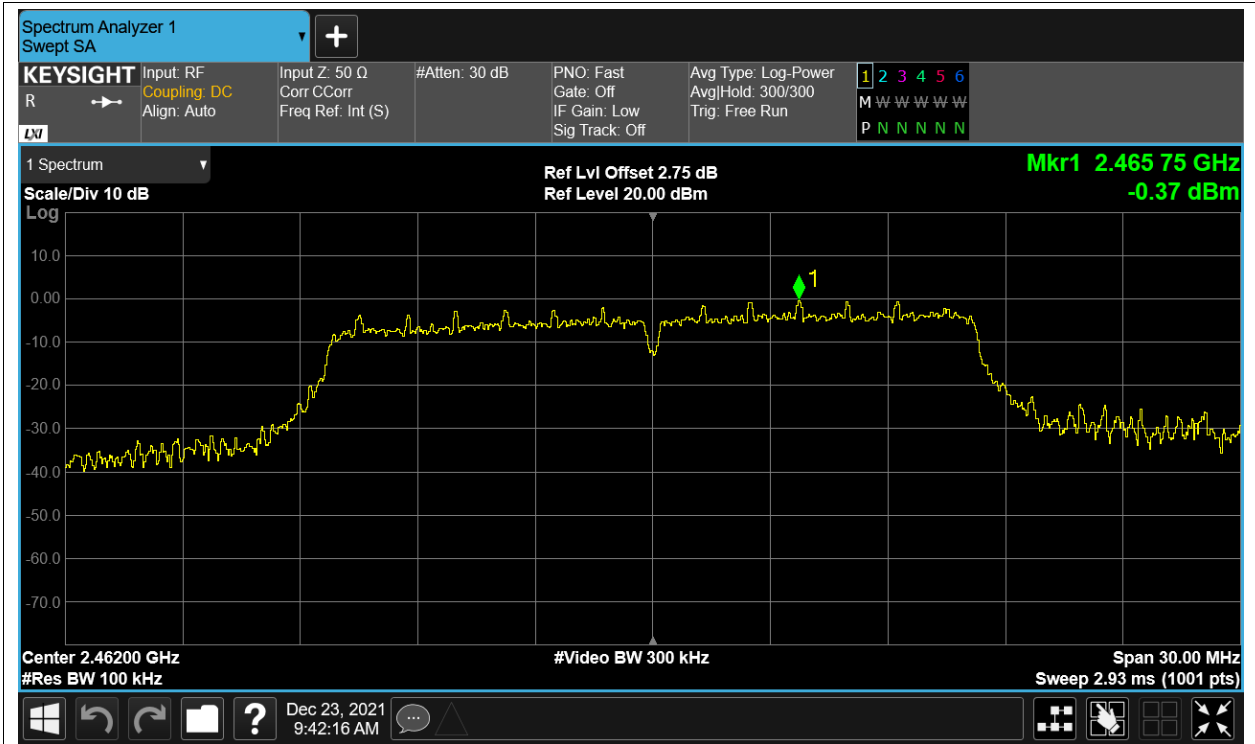 Spectrum Analyzer 1
Swept SA
KEYSIGHT
R
LXI
Input: RF
Coupling: DC
Align: Auto
Input Z: 50 Ω
Corr CCorr
Freq Ref: Int (S)
#Atten: 30 dB
PNO: Fast
Gate: Off
IF Gain: Low
Sig Track: Off
Avg Type: Log-Power
Avg|Hold: 300/300
Trig: Free Run
1 2 3 4 5 6
M W W W W W
P N N N N N
1 Spectrum
Scale/Div 10 dB
Log
Ref Lvl Offset 2.75 dB
Ref Level 20.00 dBm
Mkr1 2.465 75 GHz
-0.37 dBm
10.0
0.00
-10.0
-20.0
-30.0
-40.0
-50.0
-60.0
-70.0
1
Center 2.46200 GHz
#Res BW 100 kHz
#Video BW 300 kHz
Span 30.00 MHz
Sweep 2.93 ms (1001 pts)
?
Dec 23, 2021
9:42:16 AM